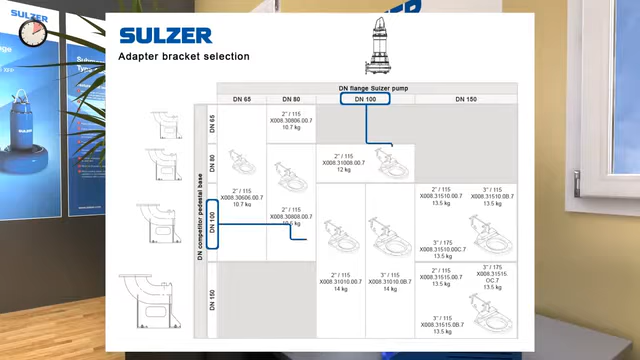 SULZER
SULZER
Adapter bracket selection
DN flange Sulzer pump
DN 65
DN 80
DN 100
DN 150
DN competitor pedestal base
DN 65
DN 80
DN 100
DN 150
2" / 115
X008.30806.00.7
10.7 kg
2" / 115
X008.31008.00.7
12 kg
2" / 115
X008.30606.00.7
10.7 kg
2" / 115
X008.30808.00.7
2" / 115
X008.31510.00.7
13.5 kg
3" / 115
X008.31510.0B.7
13.5 kg
3" / 175
X008.31510.00C.7
13.5 kg
2" / 115
X008.31010.00.7
14 kg
3" / 115
X008.31010.0B.7
14 kg
2" / 115
X008.31515.00.7
13.5 kg
3" / 175
X008.31515.
OC.7
13.5 kg
3" / 115
X008.31515.0B.7
13.5 kg